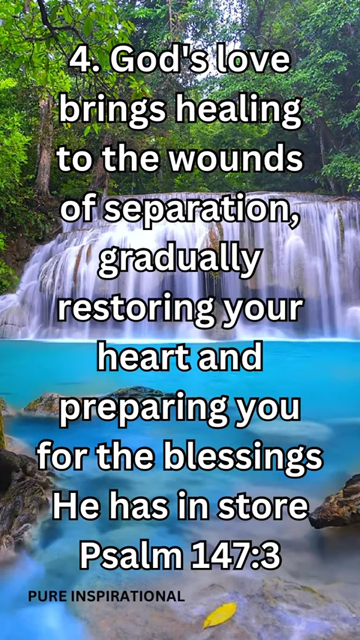 4. God's love
brings healing
to the wounds
of separation,
gradually
restoring your
heart and
preparing you
for the blessings
He has in store
Psalm 147:3
PURE INSPIRATIONAL